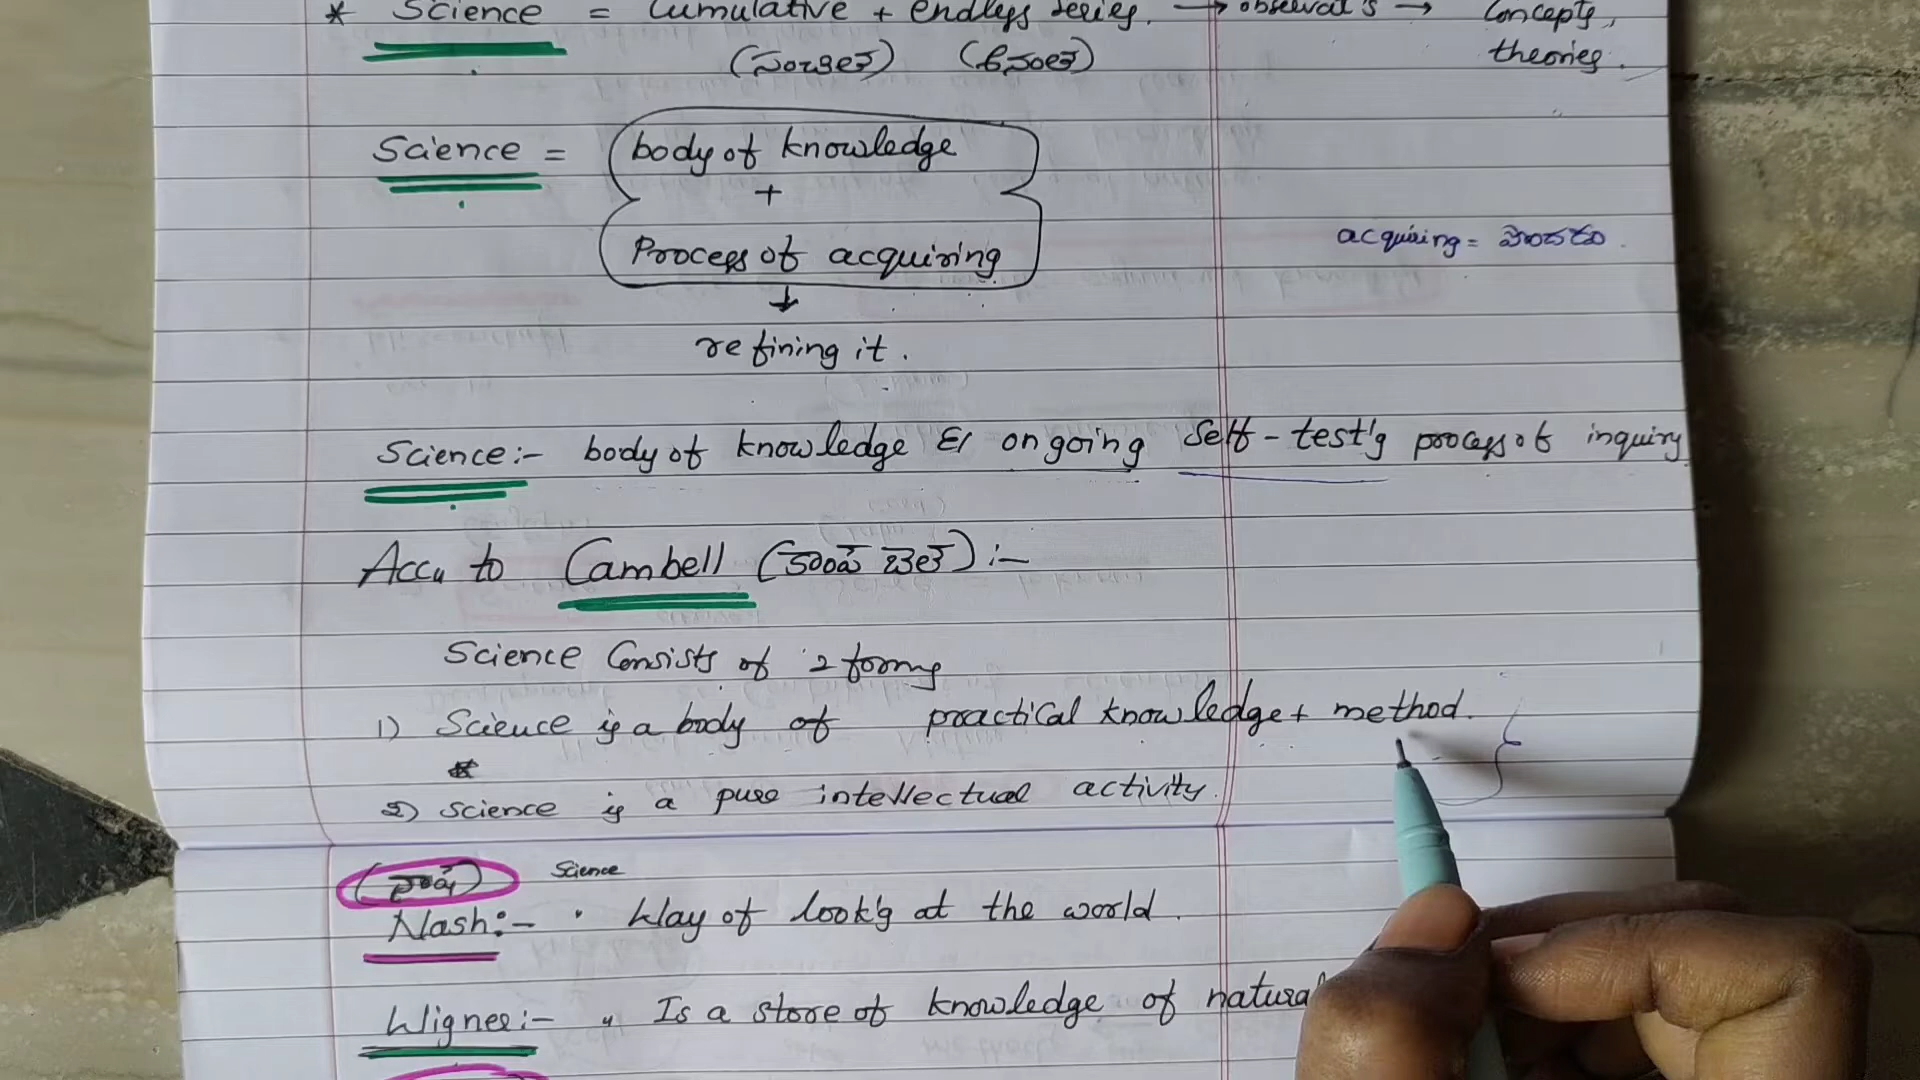 * Science = Cumulative + endless series. → observat's → Concepts,
theories.
Science = body of knowledge
+
Process of acquiring
acquiring =
↓
refining it.
Science :- body of knowledge & ongoing Self-test'g process of inquiry
Accu to Cambell :-
Science Consists of 2 forms
1) Science is a body of practical knowledge + method.
*
2) Science is a pure intellectual activity.
Science
Nash:- · Way of look'g at the world.
Wigner:- " Is a store of knowledge of natural